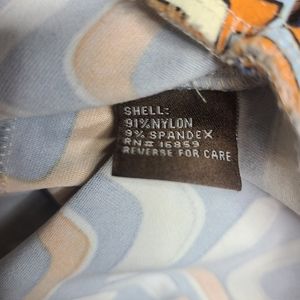 SHELL:
91% NYLON
9% SPANDEX
RN# 16859
REVERSE FOR CARE